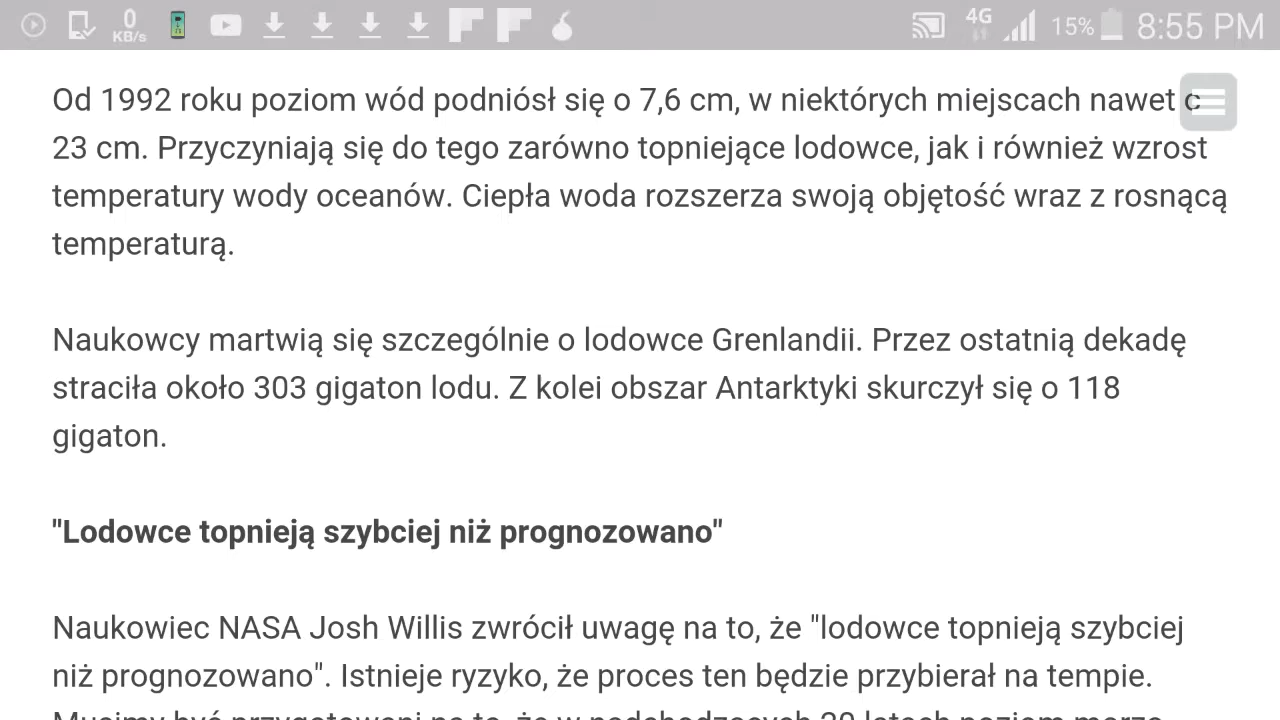 0
KB/s
4G
15%
8:55 PM
Od 1992 roku poziom wód podniósł się o 7,6 cm, w niektórych miejscach nawet
23 cm. Przyczyniają się do tego zarówno topniejące lodowce, jak i również wzrost
temperatury wody oceanów. Ciepła woda rozszerza swoją objętość wraz z rosnącą
temperaturą.
Naukowcy martwią się szczególnie o lodowce Grenlandii. Przez ostatnią dekadę
straciła około 303 gigaton lodu. Z kolei obszar Antarktyki skurczył się o 118
gigaton.
"Lodowce topnieją szybciej niż prognozowano"
Naukowiec NASA Josh Willis zwrócił uwagę na to, że "lodowce topnieją szybciej
niż prognozowano". Istnieje ryzyko, że proces ten będzie przybierał na tempie.